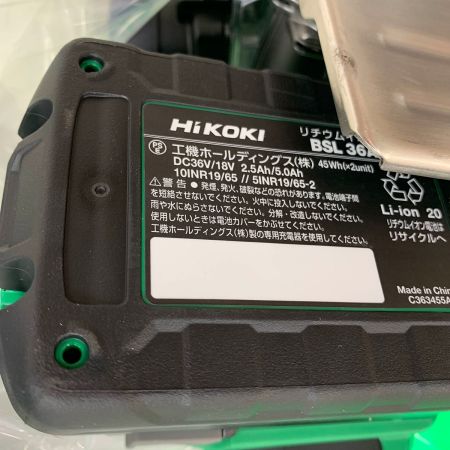 HiKOKI
リチウムイ
BSL 36A
PS E
工機ホールディングス(株) 45Wh(×2unit)
DC36V/18V 2.5Ah/5.0Ah
10INR19/65 // 5INR19/65-2
警告 ● 発煙、発火、破裂などの恐れがあります。電池端子間
を短絡させないでください。火中に投入しないでください。
雨や水にぬらさないでください。分解・改造しないでください。
使用しないときは電池カバーをかぶせてください。
工機ホールディングス(株)製の専用充電器を使用してください。
Li-ion 20
リチウムイオン電池は
リサイクルへ
Made in Chin
C363455A